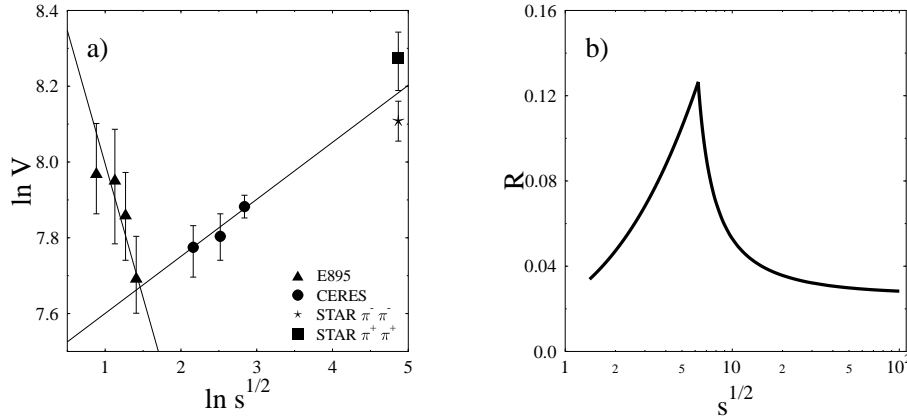 a)
8.4
8.2
8.0
7.8
7.6
ln V
1 2 3 4 5
ln s^{1/2}
E895
CERES
STAR π⁻ π⁻
STAR π⁺ π⁺
b)
0.16
0.12
0.08
0.04
0.0
R
1 2 5 10 2 5 10²
s^{1/2}